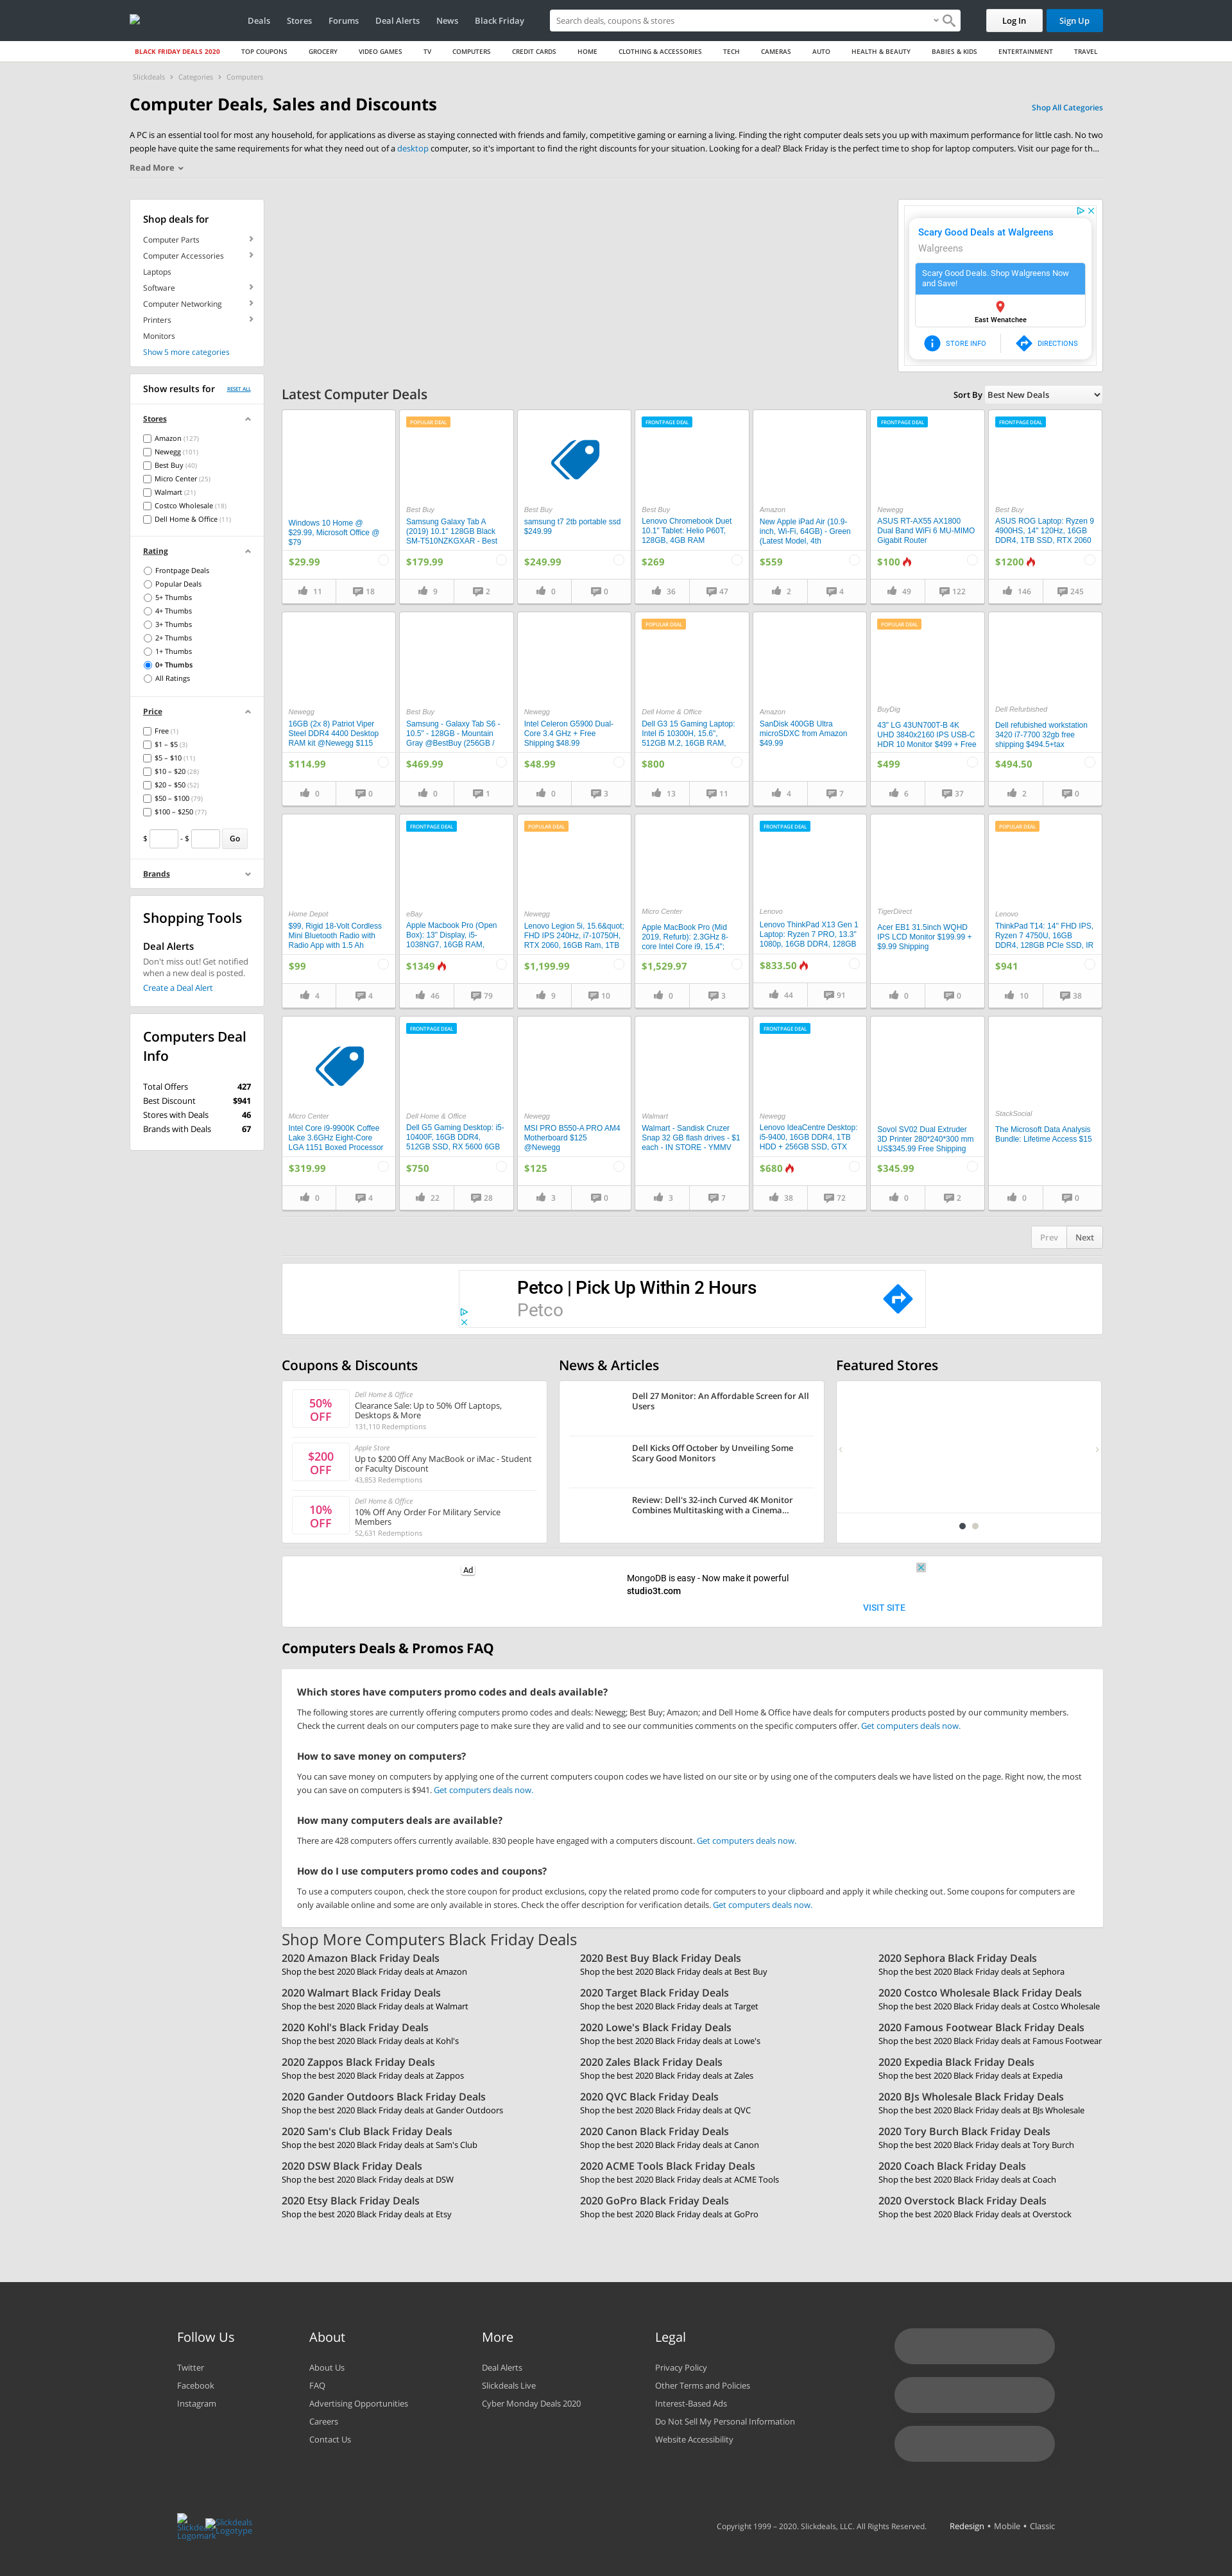 Deals Stores Forums Deal Alerts News Black Friday
Search deals, coupons & stores
Log In Sign Up
BLACK FRIDAY DEALS 2020 TOP COUPONS GROCERY VIDEO GAMES TV COMPUTERS CREDIT CARDS HOME CLOTHING & ACCESSORIES TECH CAMERAS AUTO HEALTH & BEAUTY BABIES & KIDS ENTERTAINMENT TRAVEL
Slickdeals Categories Computers
Computer Deals, Sales and Discounts
Shop All Categories
A PC is an essential tool for most any household, for applications as diverse as staying connected with friends and family, competitive gaming or earning a living. Finding the right computer deals sets you up with maximum performance for little cash. No two
people have quite the same requirements for what they need out of a desktop computer, so it's important to find the right discounts for your situation. Looking for a deal? Black Friday is the perfect time to shop for laptop computers. Visit our page for th...
Read More
Shop deals for
Computer Parts
Computer Accessories
Laptops
Software
Computer Networking
Printers
Monitors
Show 5 more categories
Show results for RESET ALL
Stores
Amazon (127)
Newegg (101)
Best Buy (40)
Micro Center (25)
Walmart (21)
Costco Wholesale (18)
Dell Home & Office (11)
Rating
Frontpage Deals
Popular Deals
5+ Thumbs
4+ Thumbs
3+ Thumbs
2+ Thumbs
1+ Thumbs
0+ Thumbs
All Ratings
Price
Free (1)
$1 – $5 (3)
$5 – $10 (11)
$10 – $20 (28)
$20 – $50 (52)
$50 – $100 (79)
$100 – $250 (77)
$ - $ Go
Brands
Shopping Tools
Deal Alerts
Don't miss out! Get notified
when a new deal is posted.
Create a Deal Alert
Computers Deal
Info
Total Offers 427
Best Discount $941
Stores with Deals 46
Brands with Deals 67
Scary Good Deals at Walgreens
Walgreens
Scary Good Deals. Shop Walgreens Now
and Save!
East Wenatchee
STORE INFO DIRECTIONS
Latest Computer Deals
Sort By Best New Deals
Windows 10 Home @
$29.99, Microsoft Office @
$79
$29.99
11 18
POPULAR DEAL
Best Buy
Samsung Galaxy Tab A
(2019) 10.1" 128GB Black
SM-T510NZKGXAR - Best
$179.99
9 2
Best Buy
samsung t7 2tb portable ssd
$249.99
$249.99
0 0
FRONTPAGE DEAL
Best Buy
Lenovo Chromebook Duet
10.1" Tablet: Helio P60T,
128GB, 4GB RAM
$269
36 47
Amazon
New Apple iPad Air (10.9-
inch, Wi-Fi, 64GB) - Green
(Latest Model, 4th
$559
2 4
FRONTPAGE DEAL
Newegg
ASUS RT-AX55 AX1800
Dual Band WiFi 6 MU-MIMO
Gigabit Router
$100
49 122
FRONTPAGE DEAL
Best Buy
ASUS ROG Laptop: Ryzen 9
4900HS, 14" 120Hz, 16GB
DDR4, 1TB SSD, RTX 2060
$1200
146 245
Newegg
16GB (2x 8) Patriot Viper
Steel DDR4 4400 Desktop
RAM kit @Newegg $115
$114.99
0 0
Best Buy
Samsung - Galaxy Tab S6 -
10.5" - 128GB - Mountain
Gray @BestBuy (256GB /
$469.99
0 1
Newegg
Intel Celeron G5900 Dual-
Core 3.4 GHz + Free
Shipping $48.99
$48.99
0 3
POPULAR DEAL
Dell Home & Office
Dell G3 15 Gaming Laptop:
Intel i5 10300H, 15.6",
512GB M.2, 16GB RAM,
$800
13 11
Amazon
SanDisk 400GB Ultra
microSDXC from Amazon
$49.99
4 7
POPULAR DEAL
BuyDig
43" LG 43UN700T-B 4K
UHD 3840x2160 IPS USB-C
HDR 10 Monitor $499 + Free
$499
6 37
Dell Refurbished
Dell refubished workstation
3420 i7-7700 32gb free
shipping $494.5+tax
$494.50
2 0
Home Depot
$99, Rigid 18-Volt Cordless
Mini Bluetooth Radio with
Radio App with 1.5 Ah
$99
4 4
FRONTPAGE DEAL
eBay
Apple Macbook Pro (Open
Box): 13" Display, i5-
1038NG7, 16GB RAM,
$1349
46 79
POPULAR DEAL
Newegg
Lenovo Legion 5i, 15.6&quot;
FHD IPS 240Hz, i7-10750H,
RTX 2060, 16GB Ram, 1TB
$1,199.99
9 10
Micro Center
Apple MacBook Pro (Mid
2019, Refurb): 2.3GHz 8-
core Intel Core i9, 15.4";
$1,529.97
0 3
FRONTPAGE DEAL
Lenovo
Lenovo ThinkPad X13 Gen 1
Laptop: Ryzen 7 PRO, 13.3"
1080p, 16GB DDR4, 128GB
$833.50
44 91
TigerDirect
Acer EB1 31.5inch WQHD
IPS LCD Monitor $199.99 +
$9.99 Shipping
0 0
POPULAR DEAL
Lenovo
ThinkPad T14: 14" FHD IPS,
Ryzen 7 4750U, 16GB
DDR4, 128GB PCIe SSD, IR
$941
10 38
Micro Center
Intel Core i9-9900K Coffee
Lake 3.6GHz Eight-Core
LGA 1151 Boxed Processor
$319.99
0 4
FRONTPAGE DEAL
Dell Home & Office
Dell G5 Gaming Desktop: i5-
10400F, 16GB DDR4,
512GB SSD, RX 5600 6GB
$750
22 28
Newegg
MSI PRO B550-A PRO AM4
Motherboard $125
@Newegg
$125
3 0
Walmart
Walmart - Sandisk Cruzer
Snap 32 GB flash drives - $1
each - IN STORE - YMMV
3 7
FRONTPAGE DEAL
Newegg
Lenovo IdeaCentre Desktop:
i5-9400, 16GB DDR4, 1TB
HDD + 256GB SSD, GTX
$680
38 72
Sovol SV02 Dual Extruder
3D Printer 280*240*300 mm
US$345.99 Free Shipping
$345.99
0 2
StackSocial
The Microsoft Data Analysis
Bundle: Lifetime Access $15
0 0
Prev Next
Petco | Pick Up Within 2 Hours
Petco
Coupons & Discounts
50%
OFF
Dell Home & Office
Clearance Sale: Up to 50% Off Laptops,
Desktops & More
131,110 Redemptions
$200
OFF
Apple Store
Up to $200 Off Any MacBook or iMac - Student
or Faculty Discount
43,853 Redemptions
10%
OFF
Dell Home & Office
10% Off Any Order For Military Service
Members
52,631 Redemptions
News & Articles
Dell 27 Monitor: An Affordable Screen for All
Users
Dell Kicks Off October by Unveiling Some
Scary Good Monitors
Review: Dell's 32-inch Curved 4K Monitor
Combines Multitasking with a Cinema...
Featured Stores
Ad
MongoDB is easy - Now make it powerful
studio3t.com
VISIT SITE
Computers Deals & Promos FAQ
Which stores have computers promo codes and deals available?
The following stores are currently offering computers promo codes and deals: Newegg; Best Buy; Amazon; and Dell Home & Office have deals for computers products posted by our community members.
Check the current deals on our computers page to make sure they are valid and to see our communities comments on the specific computers offer. Get computers deals now.
How to save money on computers?
You can save money on computers by applying one of the current computers coupon codes we have listed on our site or by using one of the computers deals we have listed on the page. Right now, the most
you can save on computers is $941. Get computers deals now.
How many computers deals are available?
There are 428 computers offers currently available. 830 people have engaged with a computers discount. Get computers deals now.
How do I use computers promo codes and coupons?
To use a computers coupon, check the store coupon for product exclusions, copy the related promo code for computers to your clipboard and apply it while checking out. Some coupons for computers are
only available online and some are only available in stores. Check the offer description for verification details. Get computers deals now.
Shop More Computers Black Friday Deals
2020 Amazon Black Friday Deals
Shop the best 2020 Black Friday deals at Amazon
2020 Best Buy Black Friday Deals
Shop the best 2020 Black Friday deals at Best Buy
2020 Sephora Black Friday Deals
Shop the best 2020 Black Friday deals at Sephora
2020 Walmart Black Friday Deals
Shop the best 2020 Black Friday deals at Walmart
2020 Target Black Friday Deals
Shop the best 2020 Black Friday deals at Target
2020 Costco Wholesale Black Friday Deals
Shop the best 2020 Black Friday deals at Costco Wholesale
2020 Kohl's Black Friday Deals
Shop the best 2020 Black Friday deals at Kohl's
2020 Lowe's Black Friday Deals
Shop the best 2020 Black Friday deals at Lowe's
2020 Famous Footwear Black Friday Deals
Shop the best 2020 Black Friday deals at Famous Footwear
2020 Zappos Black Friday Deals
Shop the best 2020 Black Friday deals at Zappos
2020 Zales Black Friday Deals
Shop the best 2020 Black Friday deals at Zales
2020 Expedia Black Friday Deals
Shop the best 2020 Black Friday deals at Expedia
2020 Gander Outdoors Black Friday Deals
Shop the best 2020 Black Friday deals at Gander Outdoors
2020 QVC Black Friday Deals
Shop the best 2020 Black Friday deals at QVC
2020 BJs Wholesale Black Friday Deals
Shop the best 2020 Black Friday deals at BJs Wholesale
2020 Sam's Club Black Friday Deals
Shop the best 2020 Black Friday deals at Sam's Club
2020 Canon Black Friday Deals
Shop the best 2020 Black Friday deals at Canon
2020 Tory Burch Black Friday Deals
Shop the best 2020 Black Friday deals at Tory Burch
2020 DSW Black Friday Deals
Shop the best 2020 Black Friday deals at DSW
2020 ACME Tools Black Friday Deals
Shop the best 2020 Black Friday deals at ACME Tools
2020 Coach Black Friday Deals
Shop the best 2020 Black Friday deals at Coach
2020 Etsy Black Friday Deals
Shop the best 2020 Black Friday deals at Etsy
2020 GoPro Black Friday Deals
Shop the best 2020 Black Friday deals at GoPro
2020 Overstock Black Friday Deals
Shop the best 2020 Black Friday deals at Overstock
Follow Us
Twitter
Facebook
Instagram
About
About Us
FAQ
Advertising Opportunities
Careers
Contact Us
More
Deal Alerts
Slickdeals Live
Cyber Monday Deals 2020
Legal
Privacy Policy
Other Terms and Policies
Interest-Based Ads
Do Not Sell My Personal Information
Website Accessibility
Slickdeals Logomark
Slickdeals Logotype
Copyright 1999 – 2020. Slickdeals, LLC. All Rights Reserved.
Redesign • Mobile • Classic